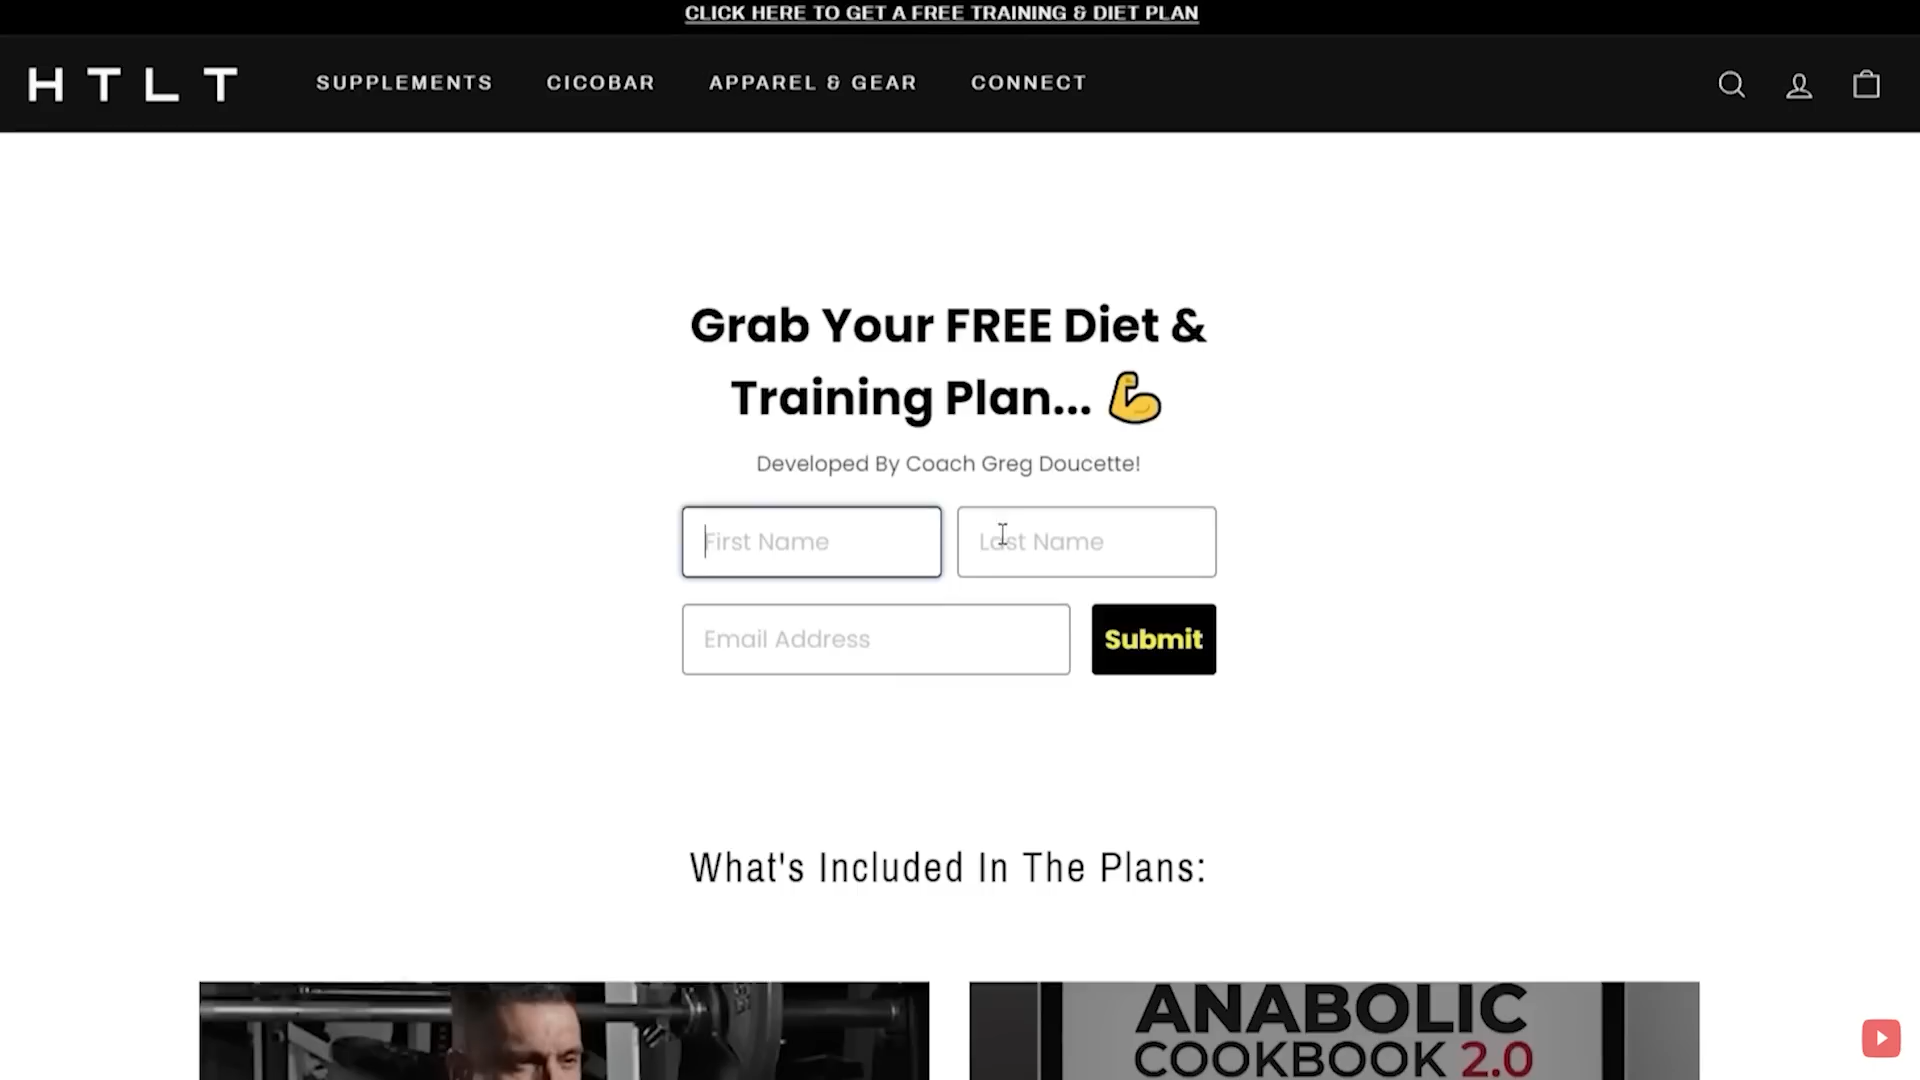 CLICK HERE TO GET A FREE TRAINING & DIET PLAN
HTLT SUPPLEMENTS CICOBAR APPAREL & GEAR CONNECT
Grab Your FREE Diet &
Training Plan... 💪
Developed By Coach Greg Doucette!
First Name Last Name
Email Address Submit
What's Included In The Plans:
ANABOLIC
COOKBOOK 2.0